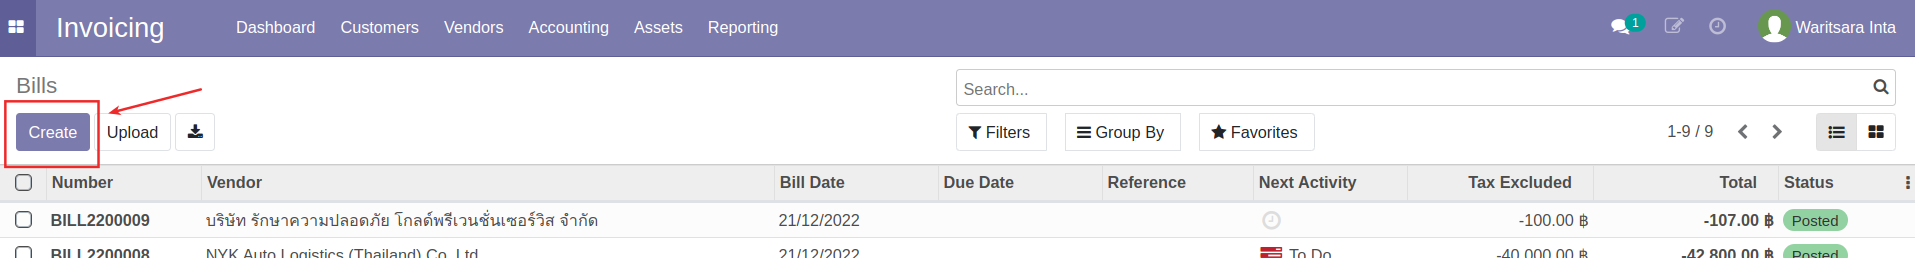 Invoicing Dashboard Customers Vendors Accounting Assets Reporting 1 Waritsara Inta
Bills
Search...
Create Upload Filters Group By Favorites 1-9 / 9
Number Vendor Bill Date Due Date Reference Next Activity Tax Excluded Total Status
BILL2200009 บริษัท รักษาความปลอดภัย โกลด์พรีเวนชั่นเซอร์วิส จำกัด 21/12/2022 -100.00 ฿ -107.00 ฿ Posted
BILL2200008 NYK Auto Logistics (Thailand) Co.,Ltd 21/12/2022 To Do -40,000.00 ฿ -42,800.00 ฿ Posted